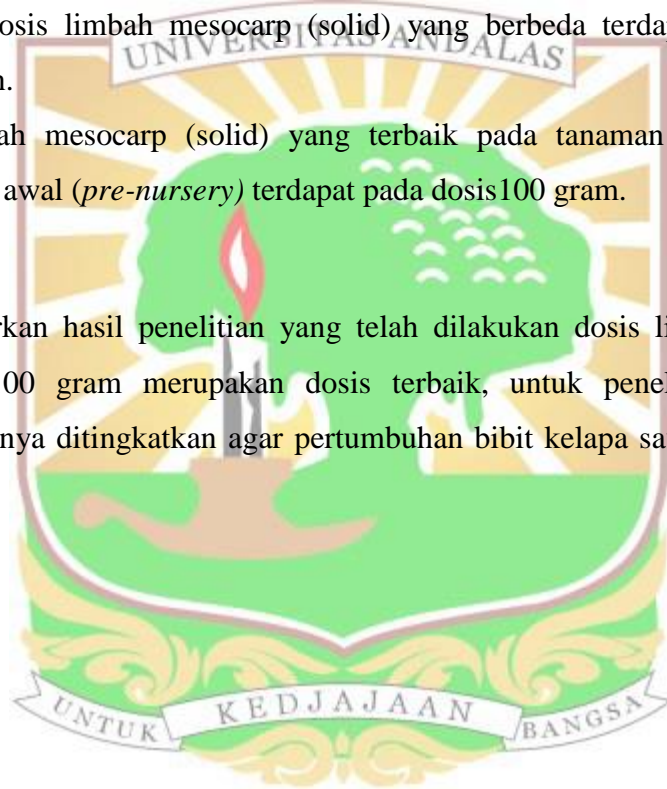 osis limbah mesocarp (solid) yang berbeda terda
UNIVERSITAS ANDALAS
n.
ah mesocarp (solid) yang terbaik pada tanaman
awal (pre-nursery) terdapat pada dosis100 gram.
rkan hasil penelitian yang telah dilakukan dosis li
00 gram merupakan dosis terbaik, untuk penel
nya ditingkatkan agar pertumbuhan bibit kelapa sa
UNTUK KEDJAJAAN BANGSA